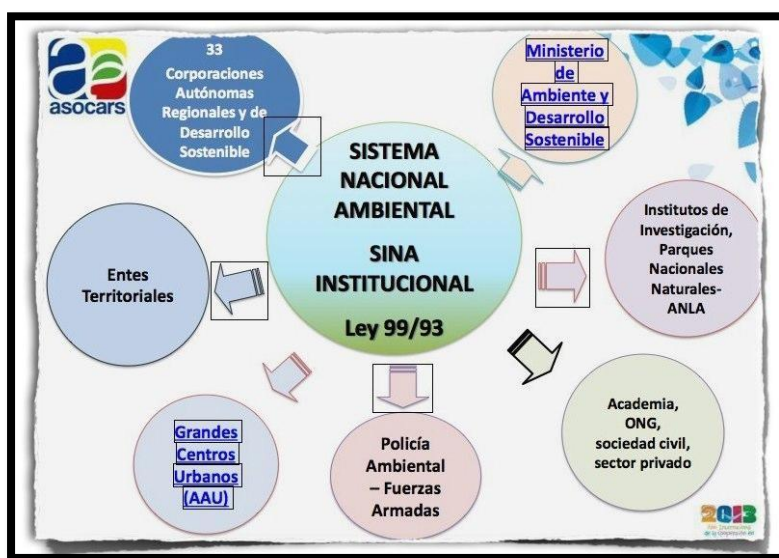 asocars
33
Corporaciones
Autónomas
Regionales y de
Desarrollo
Sostenible
Ministerio
de
Ambiente y
Desarrollo
Sostenible
SISTEMA
NACIONAL
AMBIENTAL
SINA
INSTITUCIONAL
Ley 99/93
Institutos de
Investigación,
Parques
Nacionales
Naturales-
ANLA
Entes
Territoriales
Academia,
ONG,
sociedad civil,
sector privado
Grandes
Centros
Urbanos
(AAU)
Policía
Ambiental
– Fuerzas
Armadas
2013